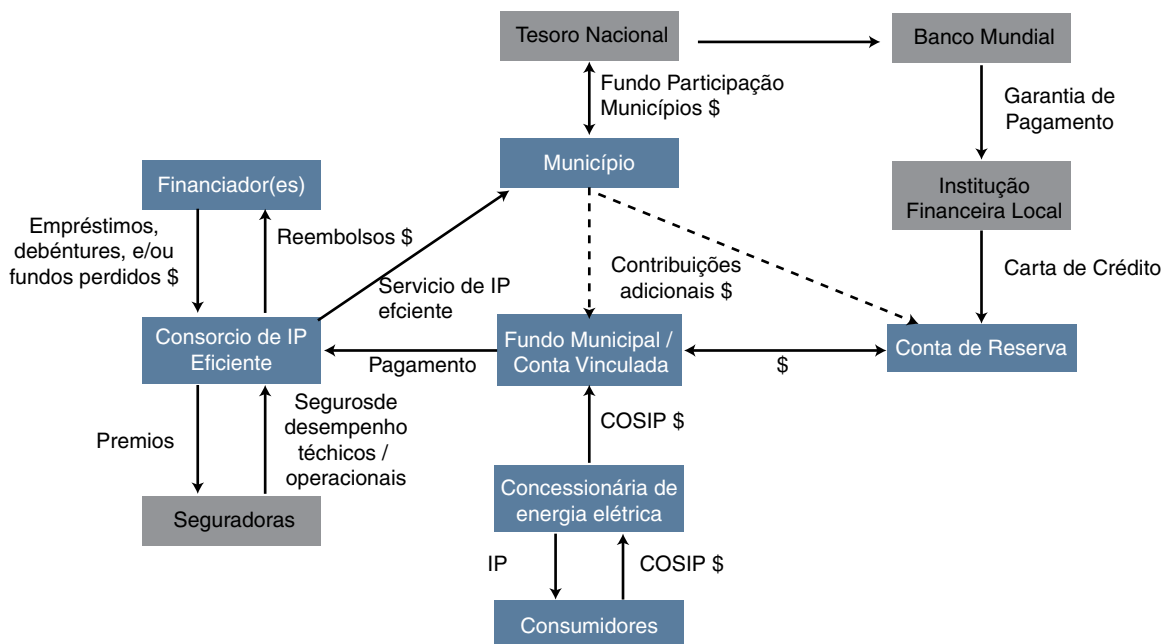 Tesoro Nacional
Banco Mundial
Fundo Participação
Municípios $
Garantia de
Pagamento
Município
Financiador(es)
Institução
Financeira Local
Empréstimos,
debéntures, e/ou
fundos perdidos $
Reembolsos $
Servicio de IP
efciente
Contribuições
adicionais $
Carta de Crédito
Consorcio de IP
Eficiente
Pagamento
Fundo Municipal /
Conta Vinculada
$
Conta de Reserva
Premios
Segurosde
desempenho
téchicos /
operacionais
COSIP $
Seguradoras
Concessionária de
energia elétrica
IP
COSIP $
Consumidores